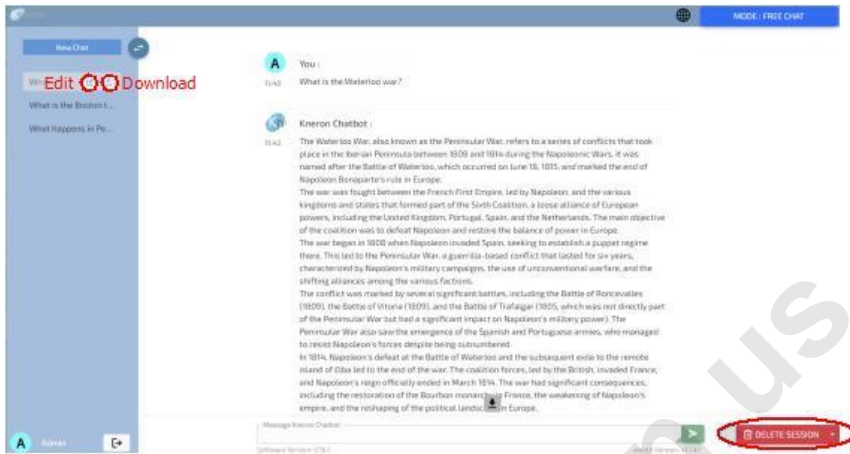 MODE : FREE CHAT
New Chat
Edit
Download
What is the Boston t...
What happens in Pe...
A
You :
11:40
What is the Waterloo war?
Kneron Chatbot :
11:42
The Waterloo War, also known as the Peninsular War, refers to a series of conflicts that took
place in the Iberian Peninsula between 1808 and 1814 during the Napoleonic Wars. It was
named after the Battle of Waterloo, which occurred on June 18, 1815, and marked the end of
Napoleon Bonaparte's rule in Europe.
The war was fought between the French First Empire, led by Napoleon, and the various
kingdoms and states that formed part of the Sixth Coalition, a loose alliance of European
powers, including the United Kingdom, Portugal, Spain, and the Netherlands. The main objective
of the coalition was to defeat Napoleon and restore the balance of power in Europe.
The war began in 1808 when Napoleon invaded Spain, seeking to establish a puppet regime
there. This led to the Peninsular War, a guerrilla-based conflict that lasted for six years,
characterized by Napoleon's military campaigns, the use of unconventional warfare, and the
shifting alliances among the various factions.
The conflict was marked by several significant battles, including the Battle of Roncevalles
(1809), the Battle of Vitoria (1809), and the Battle of Trafalgar (1805, which was not directly part
of the Peninsular War but had a significant impact on Napoleon's military power). The
Peninsular War also saw the emergence of the Spanish and Portuguese armies, who managed
to resist Napoleon's forces despite being outnumbered.
In 1814, Napoleon's defeat at the Battle of Waterloo and the subsequent exile to the remote
island of Elba led to the end of the war. The coalition forces, led by the British, invaded France,
and Napoleon's reign officially ended in March 1814. The war had significant consequences,
including the restoration of the Bourbon monarchy in France, the weakening of Napoleon's
empire, and the reshaping of the political landsc in Europe.
Message Kneron Chatbot
A
Admin
DELETE SESSION
Software Version